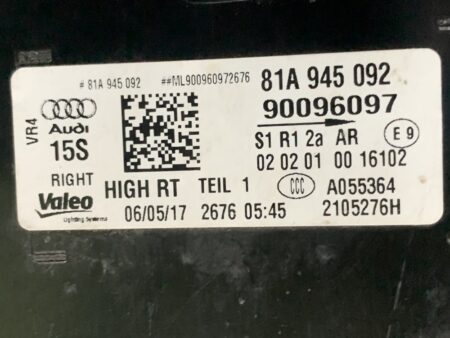 # 81A 945 092 ##ML900960972676 81A 945 092
90096097
VR4
Audi
15S
S1 R1 2a AR E 9
02 02 01 00 16102
RIGHT HIGH RT TEIL 1 CCC A055364
Valeo
Lighting Systems
06/05/17 2676 05:45 2105276H